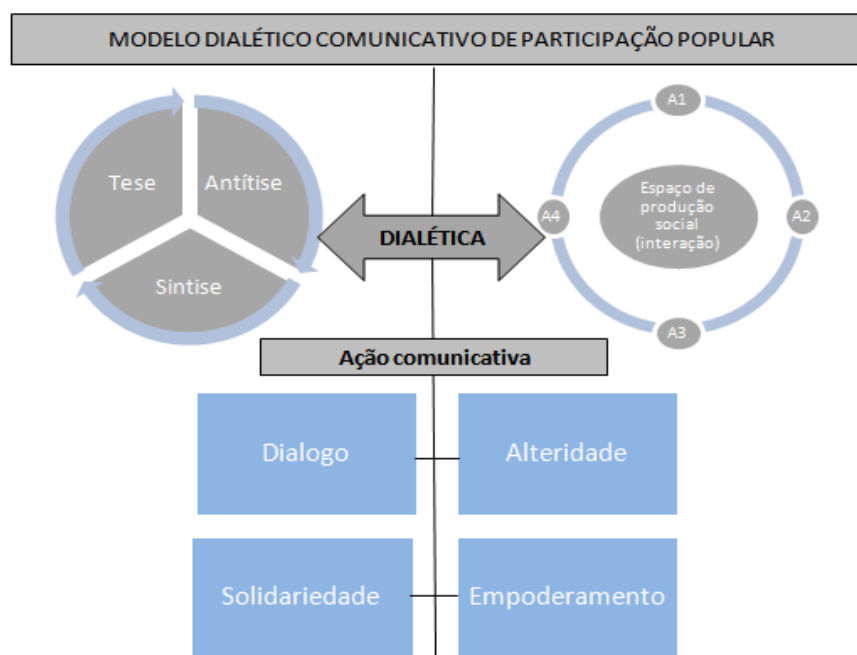 MODELO DIALÉTICO COMUNICATIVO DE PARTICIPAÇÃO POPULAR
Tese
Antítise
Sintise
DIALÉTICA
A1
A4
Espaço de
produção
social
(interação)
A2
A3
Ação comunicativa
Dialogo
Alteridade
Solidariedade
Empoderamento